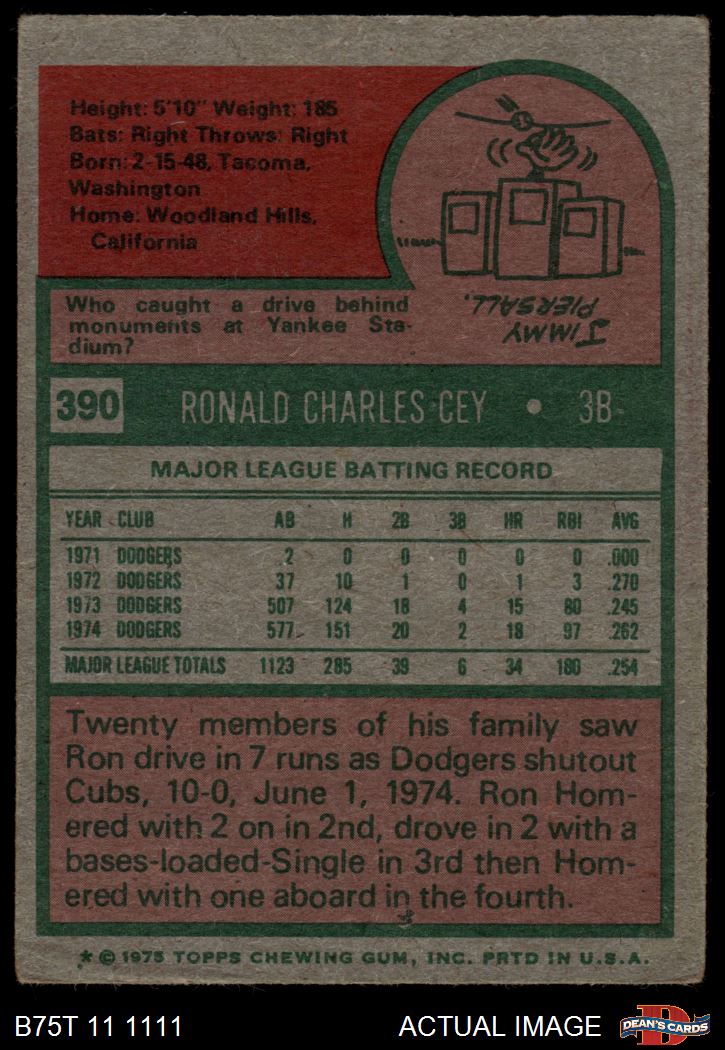 Height: 5'10" Weight: 185
Bats: Right Throws: Right
Born: 2-15-48, Tacoma,
Washington
Home: Woodland Hills,
California
JIMMY
PIERSALL.
Who caught a drive behind
monuments at Yankee Sta-
dium?
390 RONALD CHARLES CEY • 3B
MAJOR LEAGUE BATTING RECORD
YEAR CLUB AB H 2B 3B HR RBI AVG
1971 DODGERS 2 0 0 0 0 0 .000
1972 DODGERS 37 10 1 0 1 3 .270
1973 DODGERS 507 124 18 4 15 80 .245
1974 DODGERS 577 151 20 2 18 97 .262
MAJOR LEAGUE TOTALS 1123 285 39 6 34 180 .254
Twenty members of his family saw
Ron drive in 7 runs as Dodgers shutout
Cubs, 10-0, June 1, 1974. Ron Hom-
ered with 2 on in 2nd, drove in 2 with a
bases-loaded-Single in 3rd then Hom-
ered with one aboard in the fourth.
* © 1975 TOPPS CHEWING GUM, INC. PRTD IN U.S.A.
B75T 11 1111 ACTUAL IMAGE D DEAN'S CARDS